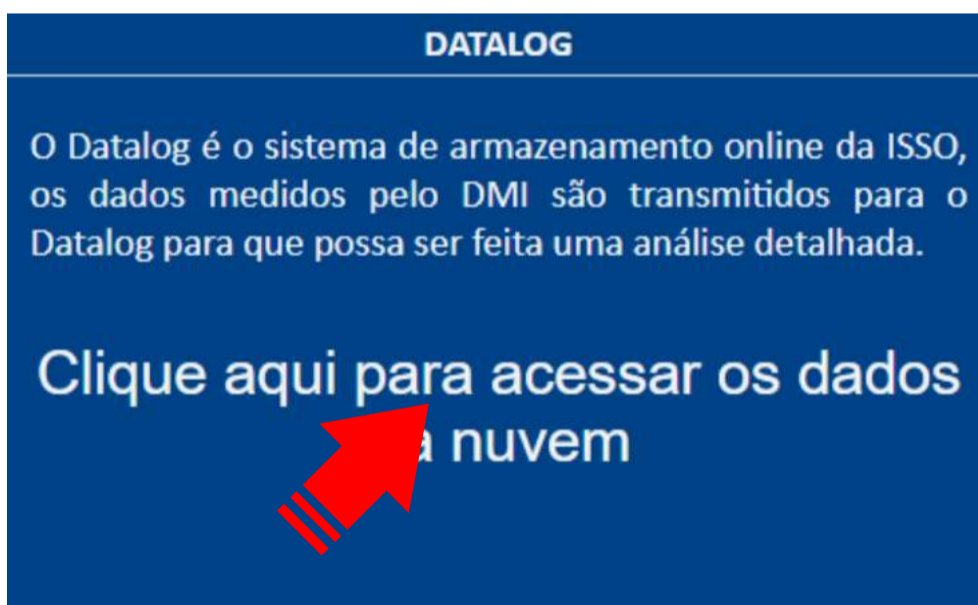 DATALOG
O Datalog é o sistema de armazenamento online da ISSO,
os dados medidos pelo DMI são transmitidos para o
Datalog para que possa ser feita uma análise detalhada.
Clique aqui para acessar os dados
nuvem